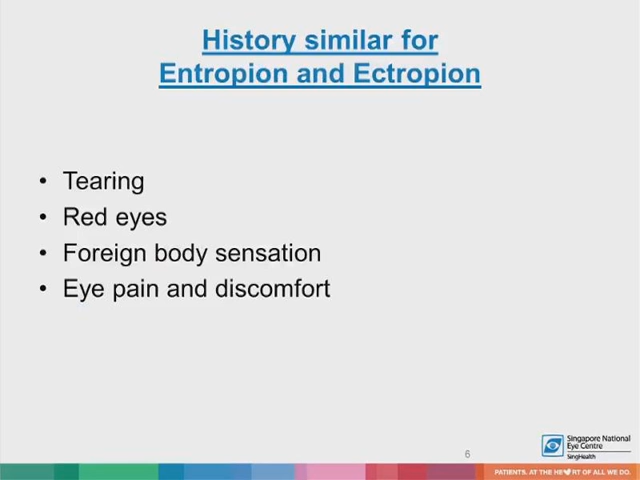 History similar for
Entropion and Ectropion
• Tearing
• Red eyes
• Foreign body sensation
• Eye pain and discomfort
6
Singapore National
Eye Centre
SingHealth
PATIENTS. AT THE HE♥RT OF ALL WE DO.